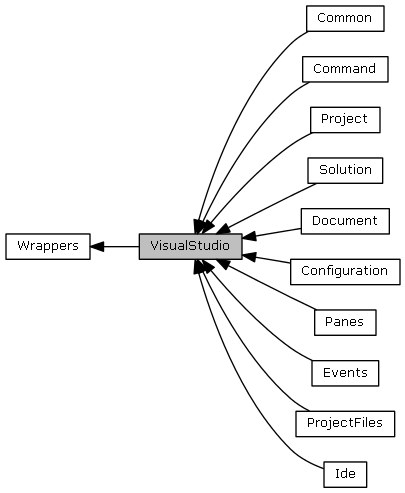 Common
Command
Project
Solution
Document
Wrappers
VisualStudio
Configuration
Panes
Events
ProjectFiles
Ide